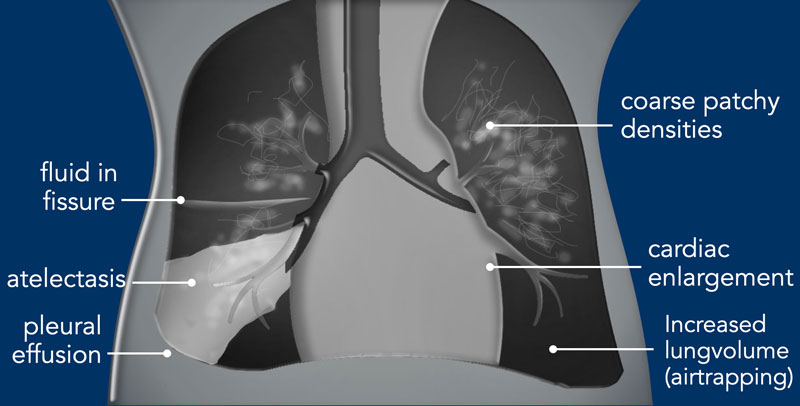 fluid in
fissure
atelectasis
pleural
effusion
coarse patchy
densities
cardiac
enlargement
Increased
lungvolume
(airtrapping)